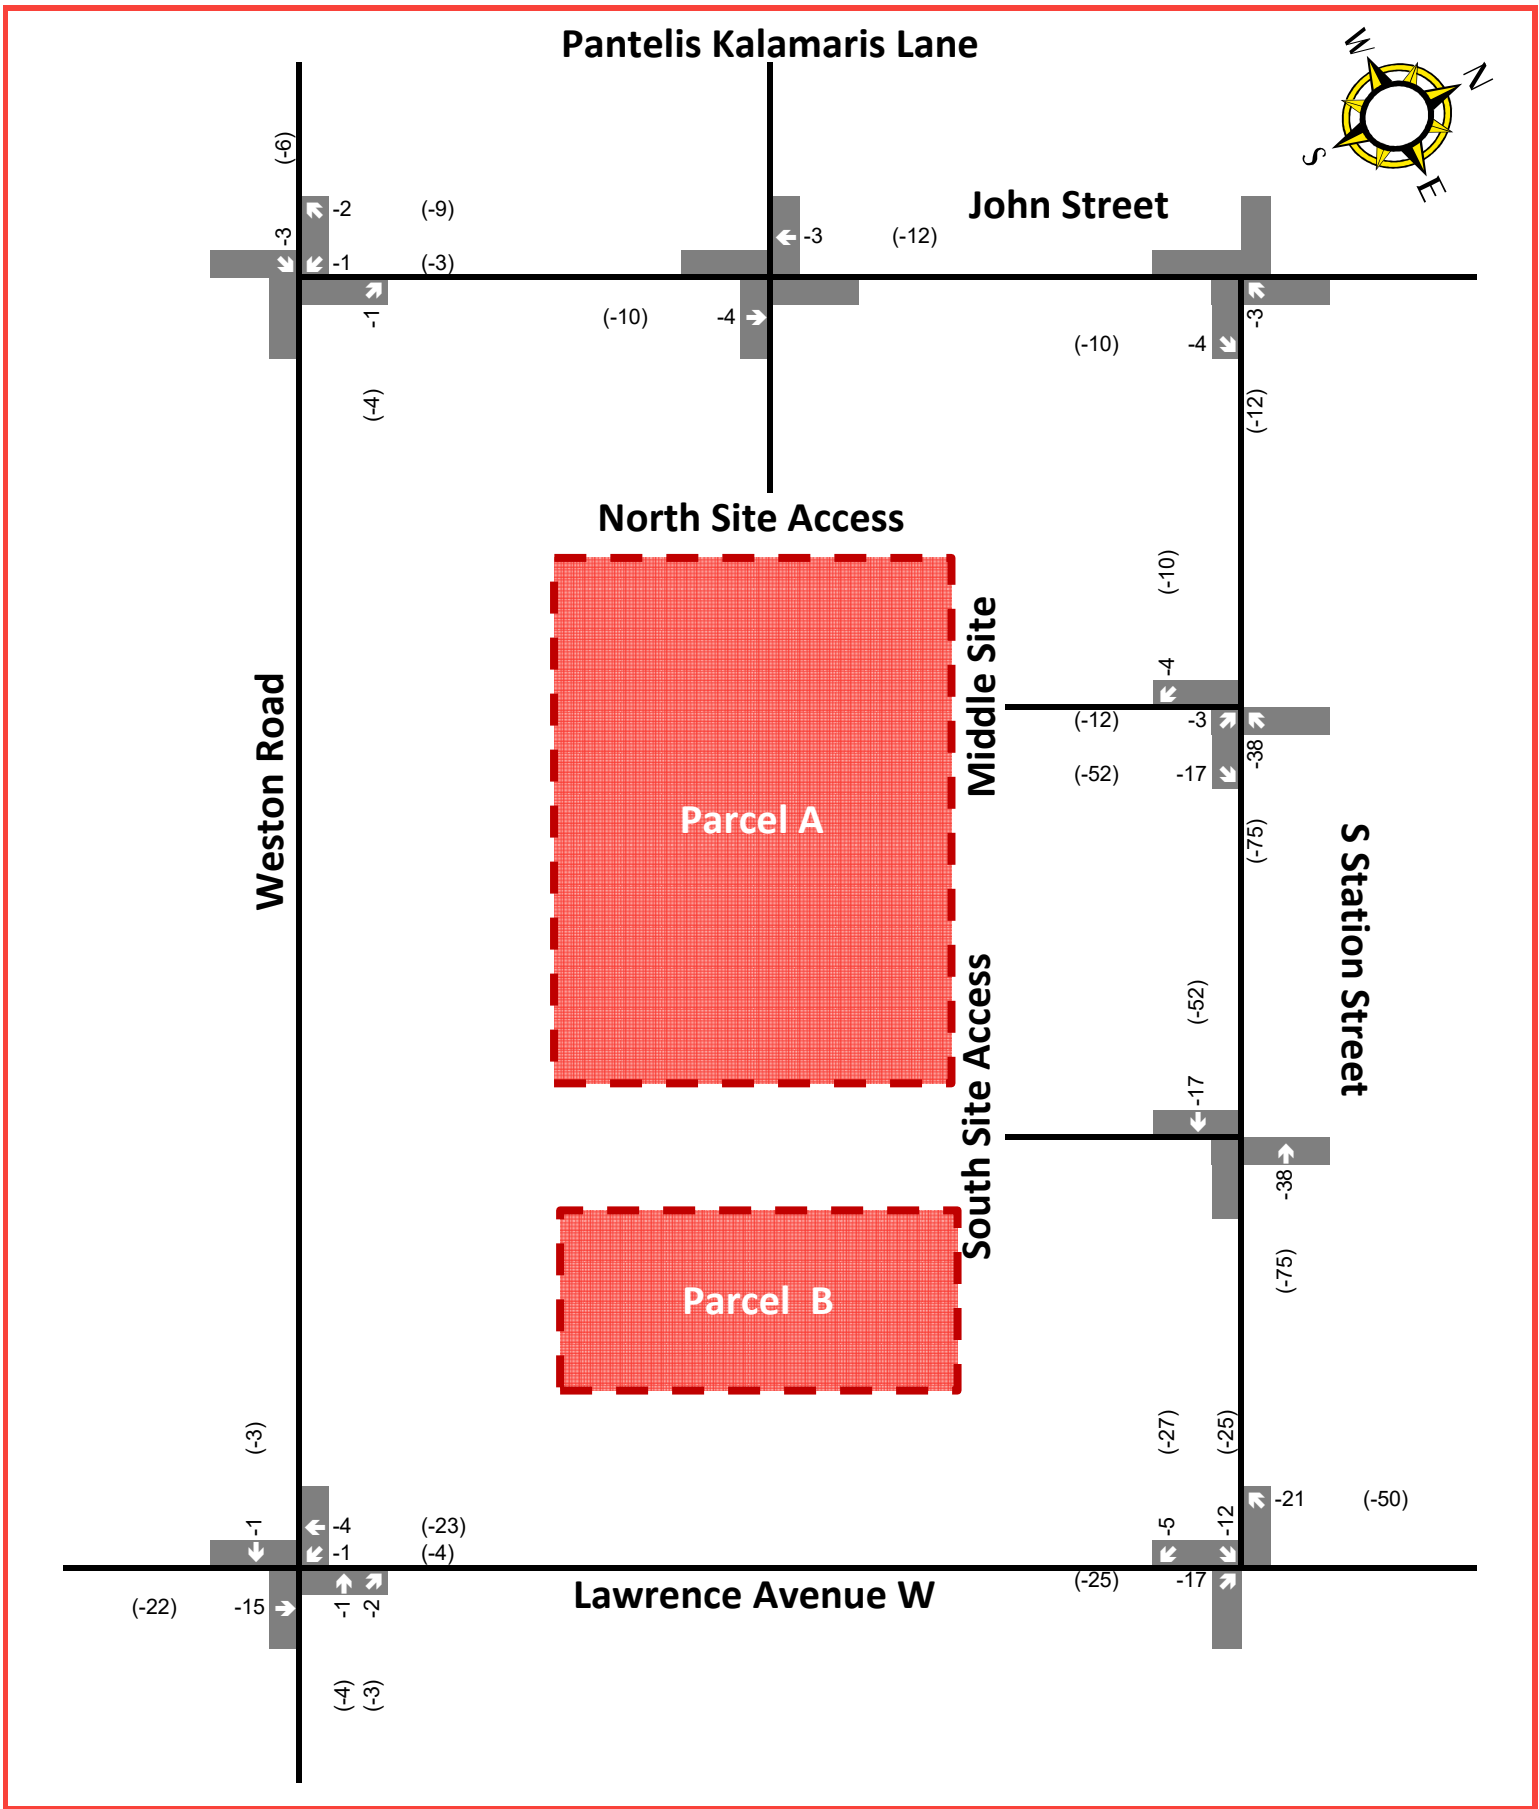 Pantelis Kalamaris Lane
W
N
S
E
(-6)
John Street
-2 (-9)
-3
-3 (-12)
-1 (-3)
-1
(-10) -4
-3
(-10) -4
(-4)
(-12)
North Site Access
(-10)
Middle Site
-4
(-12) -3
-38
(-52) -17
Weston Road
Parcel A
(-75)
S Station Street
South Site Access
(-52)
-17
-38
(-75)
Parcel B
(-3)
(-27)
(-25)
-21 (-50)
-1
-4 (-23)
-5
-12
-1 (-4)
(-25) -17
Lawrence Avenue W
(-22) -15
-1
-2
(-4)
(-3)